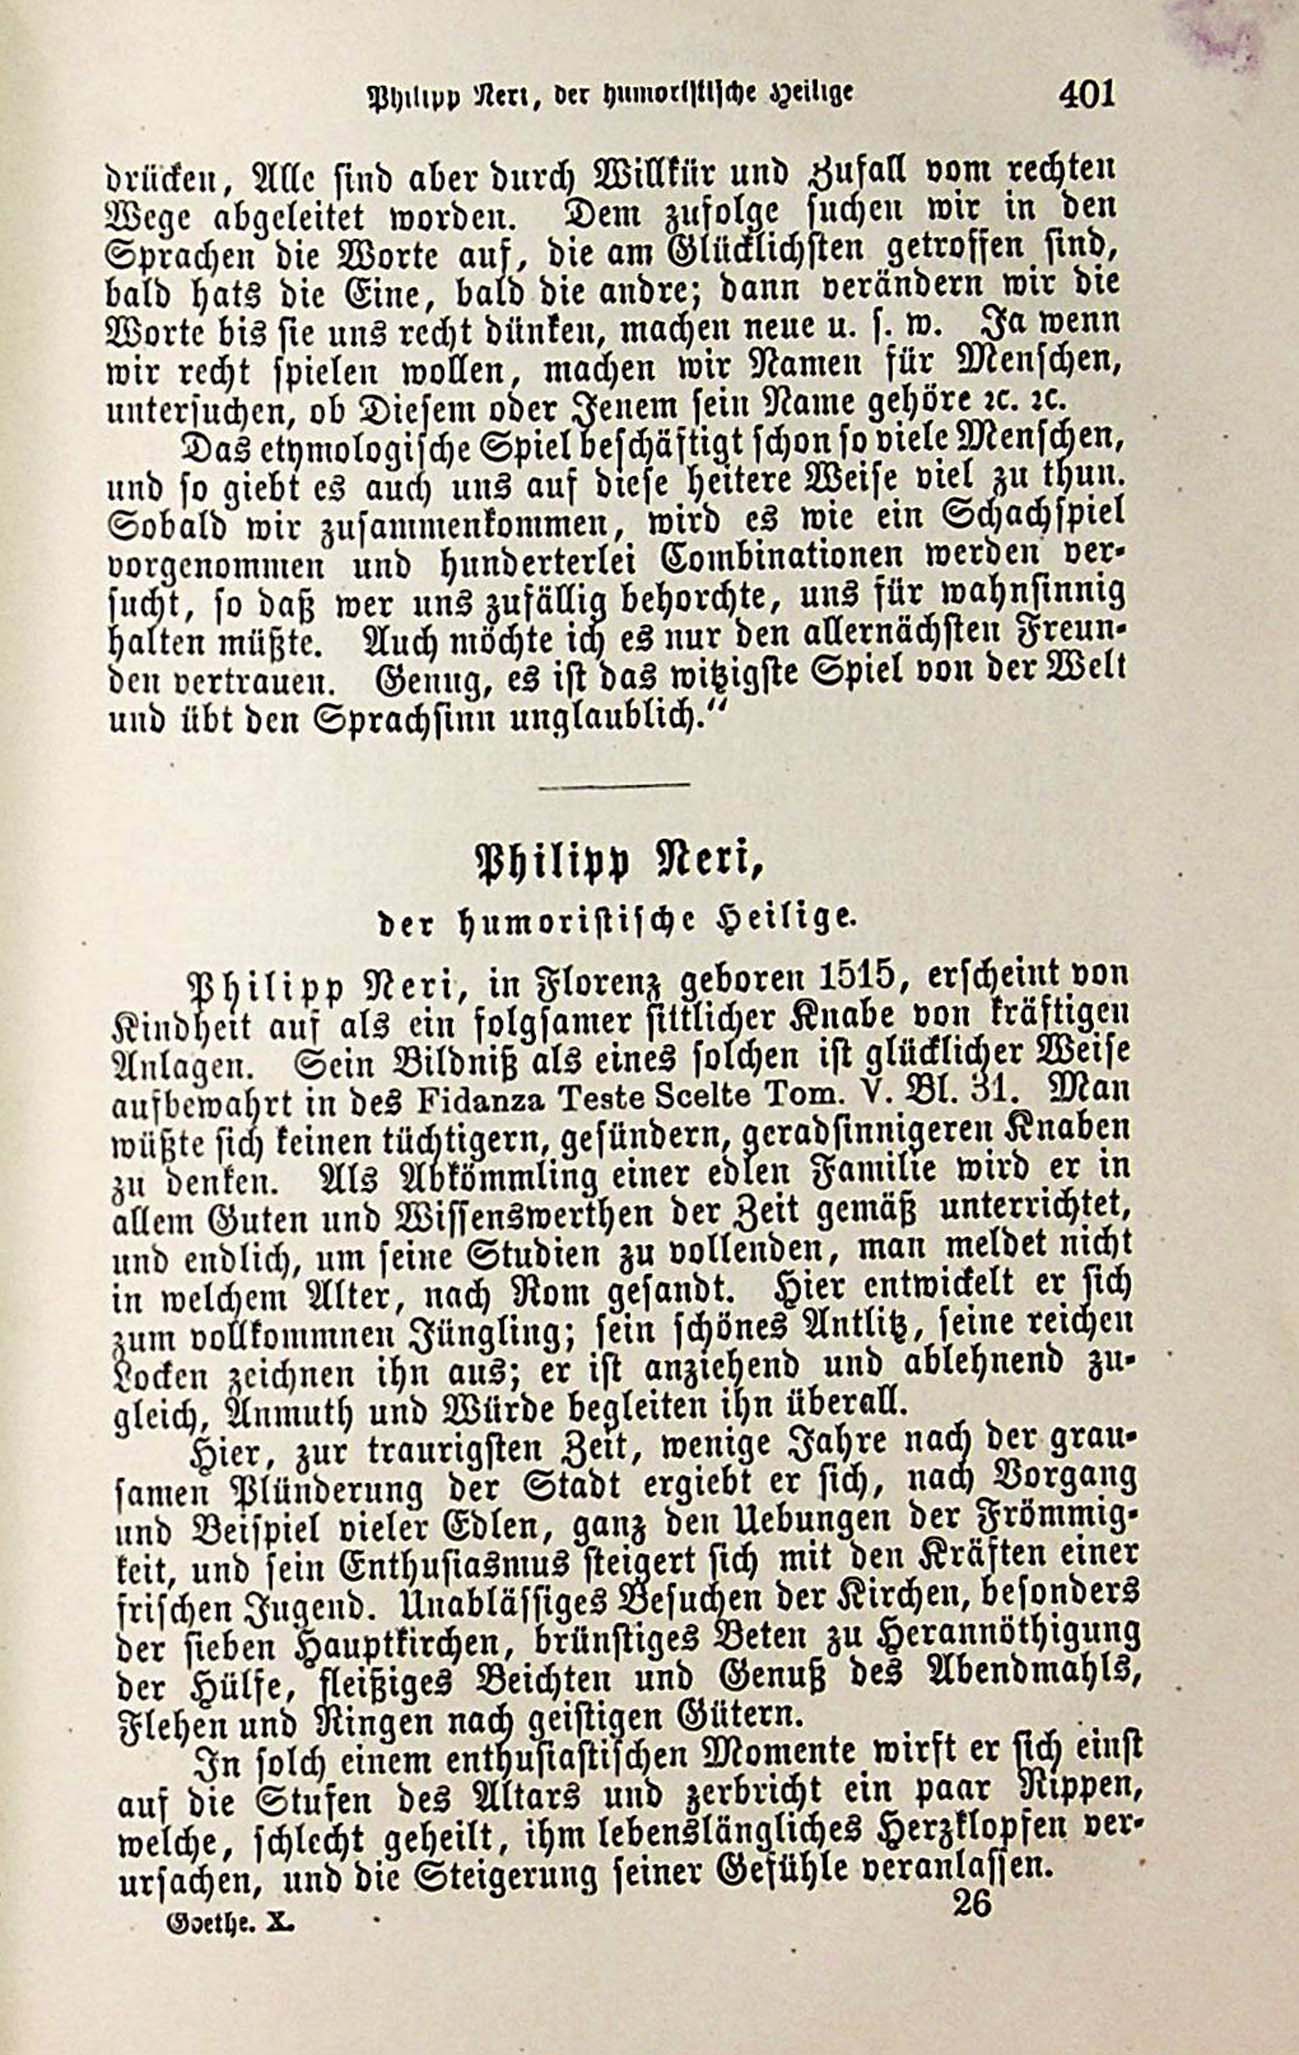 Philipp Neri, der humoristische Heilige 401
drücken, Alle sind aber durch Willkür und Zufall vom rechten
Wege abgeleitet worden. Dem zufolge suchen wir in den
Sprachen die Worte auf, die am Glücklichsten getroffen sind,
bald hats die Eine, bald die andre; dann verändern wir die
Worte bis sie uns recht dünken, machen neue u. s. w. Ja wenn
wir recht spielen wollen, machen wir Namen für Menschen,
untersuchen, ob Diesem oder Jenem sein Name gehöre ꝛc. ꝛc.
Das etymologische Spiel beschäftigt schon so viele Menschen,
und so giebt es auch uns auf diese heitere Weise viel zu thun.
Sobald wir zusammenkommen, wird es wie ein Schachspiel
vorgenommen und hunderterlei Combinationen werden ver-
sucht, so daß wer uns zufällig behorchte, uns für wahnsinnig
halten müßte. Auch möchte ich es nur den allernächsten Freun-
den vertrauen. Genug, es ist das witzigste Spiel von der Welt
und übt den Sprachsinn unglaublich.“
Philipp Neri,
der humoristische Heilige.
Philipp Neri, in Florenz geboren 1515, erscheint von
Kindheit auf als ein folgsamer sittlicher Knabe von kräftigen
Anlagen. Sein Bildniß als eines solchen ist glücklicher Weise
aufbewahrt in des Fidanza Teste Scelte Tom. V. Bl. 31. Man
wüßte sich keinen tüchtigern, gesündern, geradsinnigeren Knaben
zu denken. Als Abkömmling einer edlen Familie wird er in
allem Guten und Wissenswerthen der Zeit gemäß unterrichtet,
und endlich, um seine Studien zu vollenden, man meldet nicht
in welchem Alter, nach Rom gesandt. Hier entwickelt er sich
zum vollkommnen Jüngling; sein schönes Antlitz, seine reichen
Locken zeichnen ihn aus; er ist anziehend und ablehnend zu-
gleich, Anmuth und Würde begleiten ihn überall.
Hier, zur traurigsten Zeit, wenige Jahre nach der grau-
samen Plünderung der Stadt ergiebt er sich, nach Vorgang
und Beispiel vieler Edlen, ganz den Uebungen der Frömmig-
keit, und sein Enthusiasmus steigert sich mit den Kräften einer
frischen Jugend. Unablässiges Besuchen der Kirchen, besonders
der sieben Hauptkirchen, brünstiges Beten zu Herannöthigung
der Hülfe, fleißiges Beichten und Genuß des Abendmahls,
Flehen und Ringen nach geistigen Gütern.
In solch einem enthusiastischen Momente wirft er sich einst
auf die Stufen des Altars und zerbricht ein paar Rippen,
welche, schlecht geheilt, ihm lebenslängliches Herzklopfen ver-
ursachen, und die Steigerung seiner Gefühle veranlassen.
Goethe. X. 26